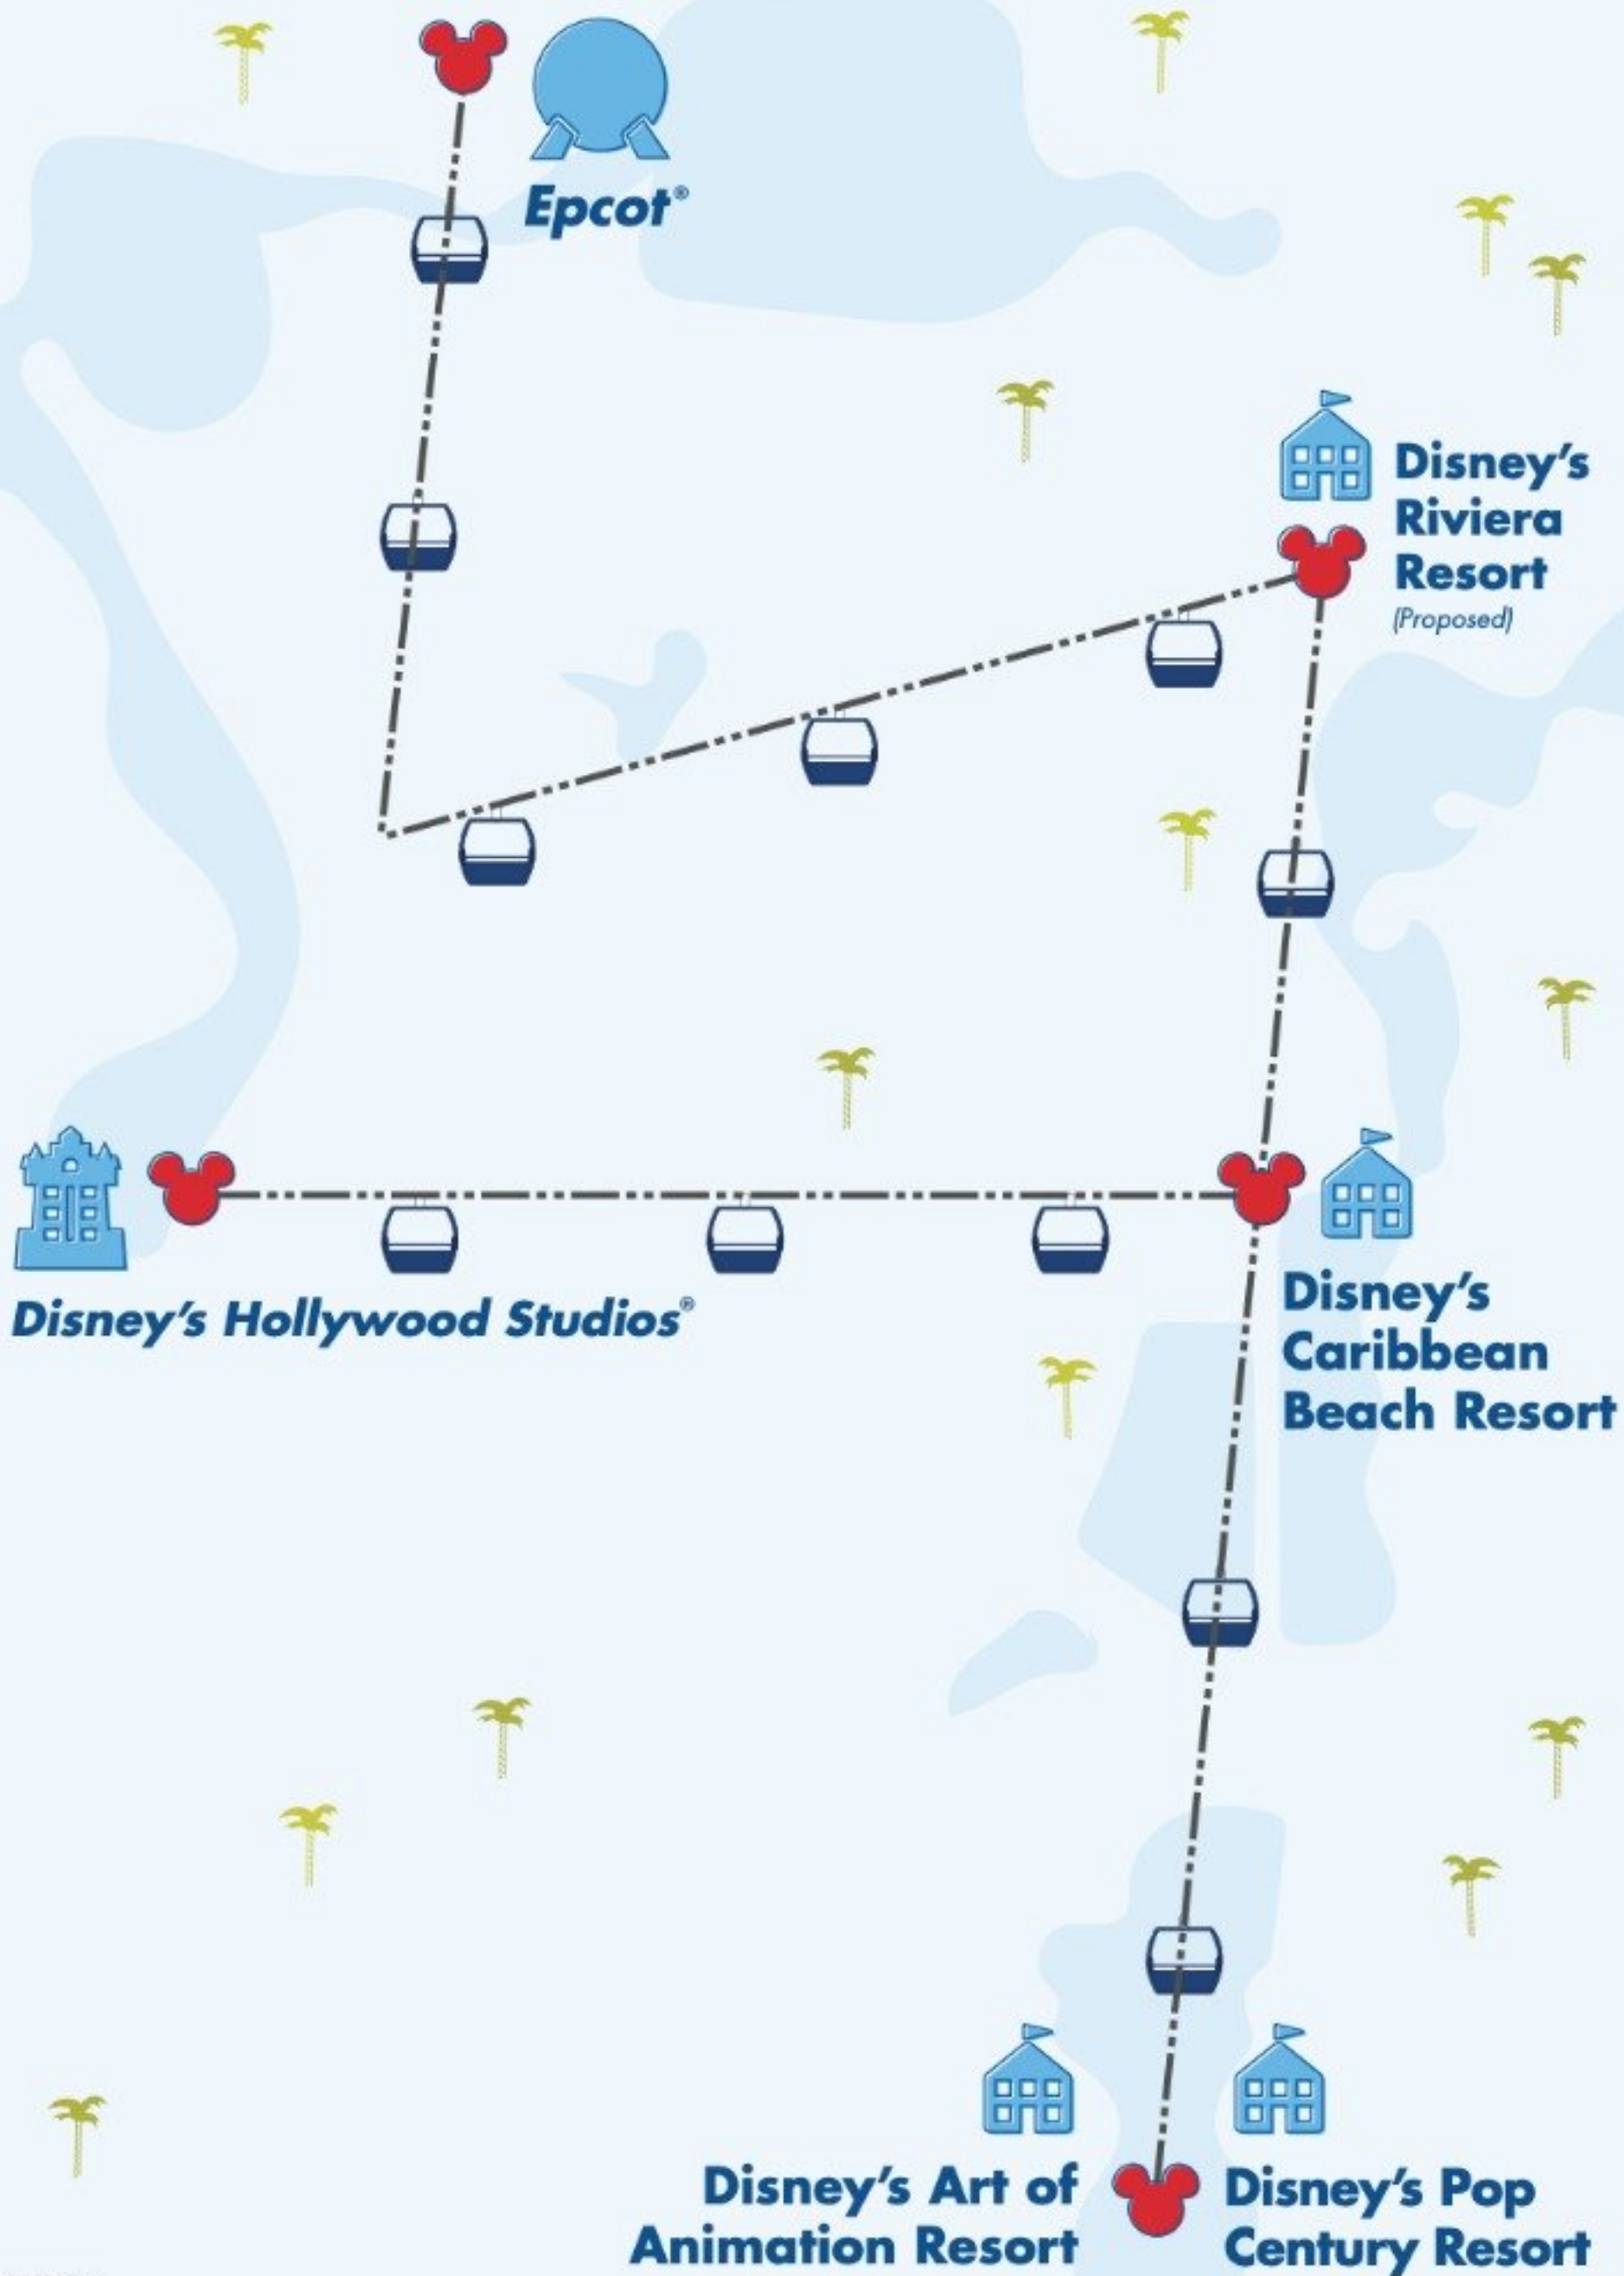 Epcot®
Disney's
Riviera
Resort
(Proposed)
Disney's Hollywood Studios®
Disney's
Caribbean
Beach Resort
Disney's Art of
Animation Resort
Disney's Pop
Century Resort